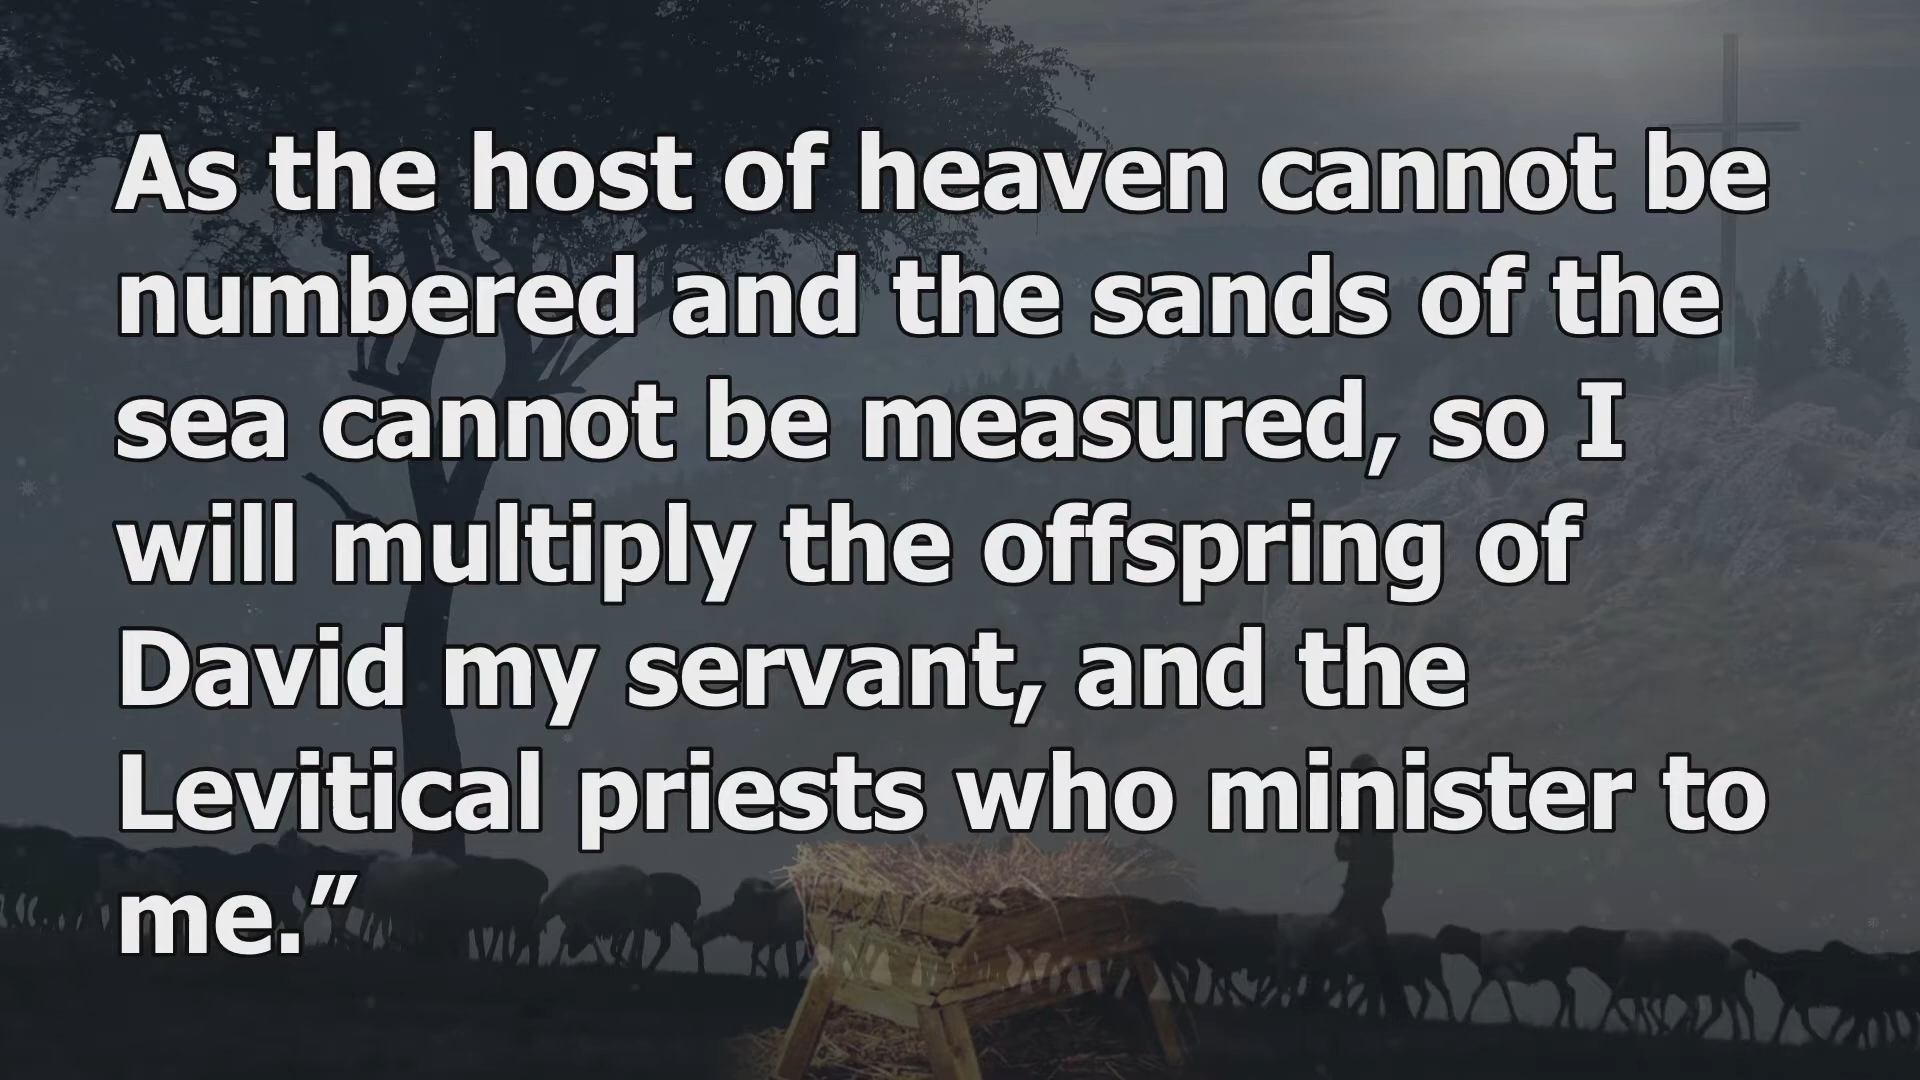 As the host of heaven cannot be
numbered and the sands of the
sea cannot be measured, so I
will multiply the offspring of
David my servant, and the
Levitical priests who minister to
me.”